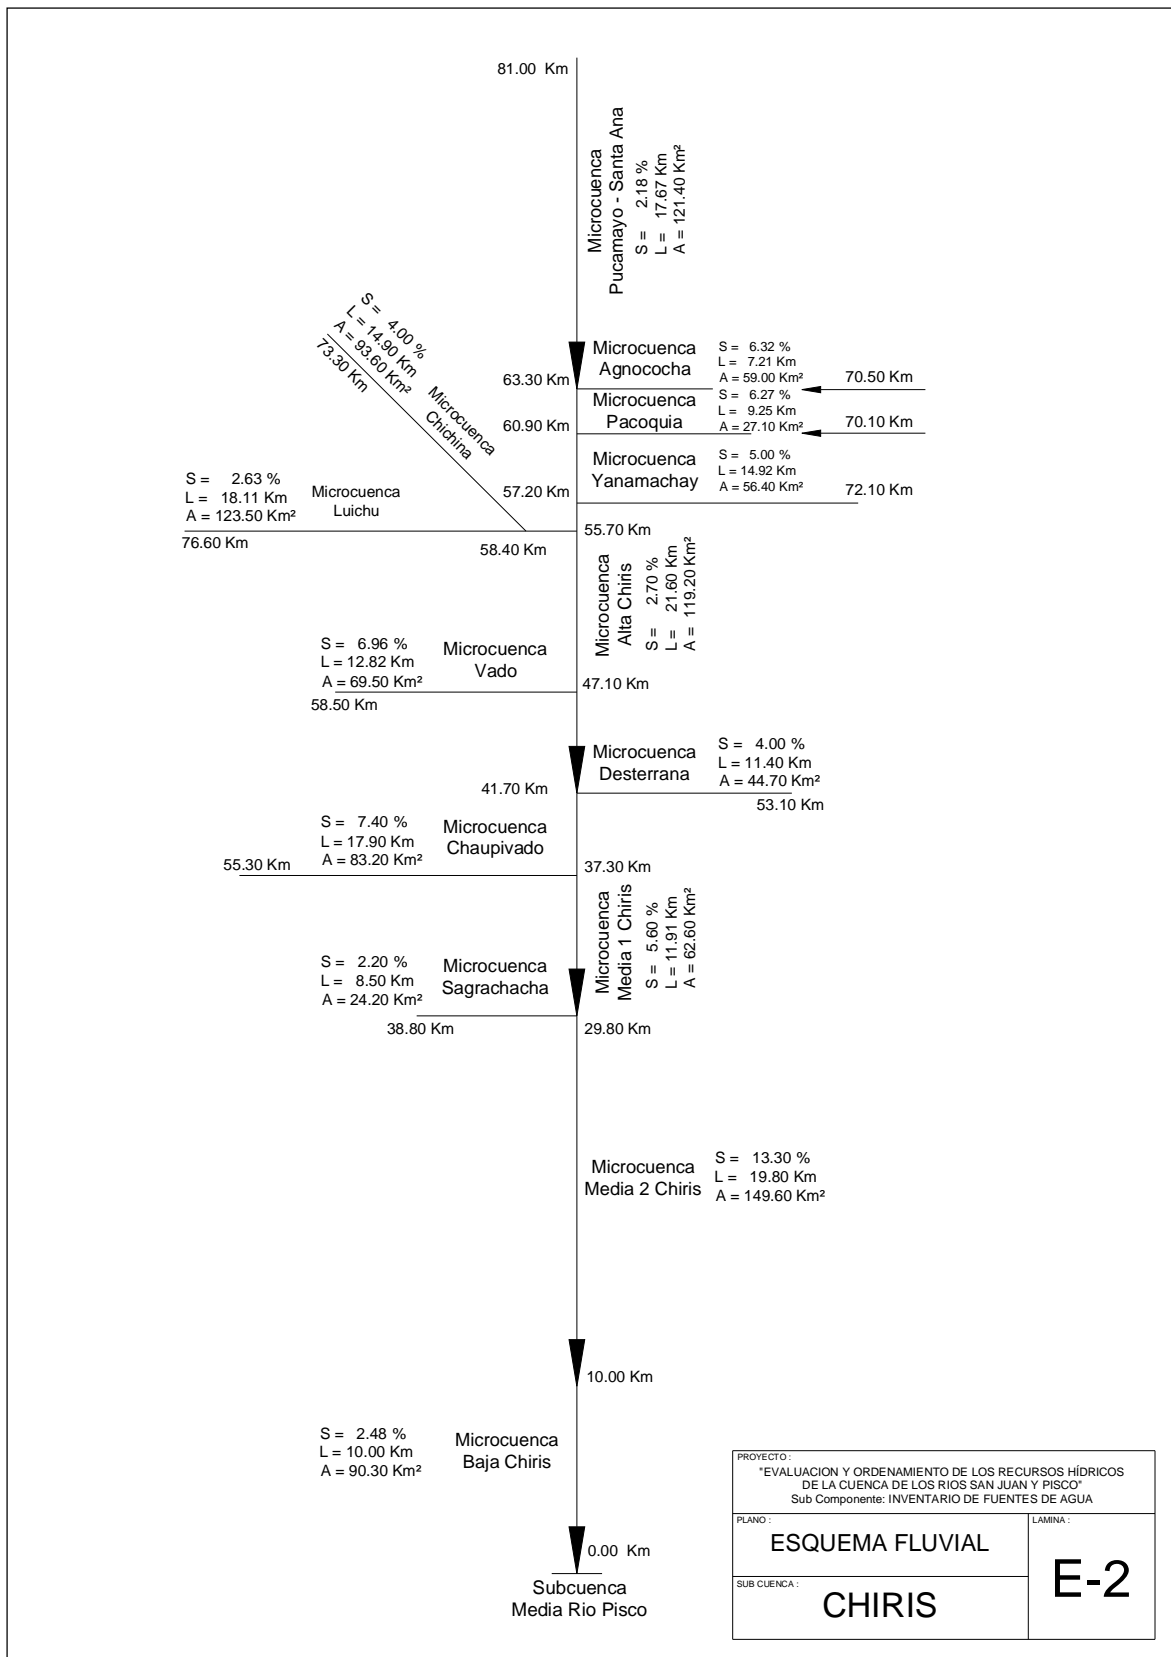 81.00 Km
Microcuenca
Pucamayo - Santa Ana
S = 2.18 %
L = 17.67 Km
A = 121.40 Km²
S = 4.00 %
L = 14.90 Km
A = 93.60 Km²
73.30 Km
Microcuenca
Chichina
63.30 Km
Microcuenca
Agnococha
S = 6.32 %
L = 7.21 Km
A = 59.00 Km²
70.50 Km
60.90 Km
Microcuenca
Pacoquia
S = 6.27 %
L = 9.25 Km
A = 27.10 Km²
70.10 Km
57.20 Km
Microcuenca
Yanamachay
S = 5.00 %
L = 14.92 Km
A = 56.40 Km²
72.10 Km
S = 2.63 %
L = 18.11 Km
A = 123.50 Km²
Microcuenca
Luichu
76.60 Km
58.40 Km
55.70 Km
Microcuenca
Alta Chiris
S = 2.70 %
L = 21.60 Km
A = 119.20 Km²
S = 6.96 %
L = 12.82 Km
A = 69.50 Km²
Microcuenca
Vado
58.50 Km
47.10 Km
Microcuenca
Desterrana
S = 4.00 %
L = 11.40 Km
A = 44.70 Km²
41.70 Km
53.10 Km
S = 7.40 %
L = 17.90 Km
A = 83.20 Km²
Microcuenca
Chaupivado
55.30 Km
37.30 Km
Microcuenca
Media 1 Chiris
S = 5.60 %
L = 11.91 Km
A = 62.60 Km²
S = 2.20 %
L = 8.50 Km
A = 24.20 Km²
Microcuenca
Sagrachacha
38.80 Km
29.80 Km
Microcuenca
Media 2 Chiris
S = 13.30 %
L = 19.80 Km
A = 149.60 Km²
10.00 Km
S = 2.48 %
L = 10.00 Km
A = 90.30 Km²
Microcuenca
Baja Chiris
0.00 Km
Subcuenca
Media Rio Pisco
PROYECTO :
"EVALUACION Y ORDENAMIENTO DE LOS RECURSOS HÍDRICOS
DE LA CUENCA DE LOS RIOS SAN JUAN Y PISCO"
Sub Componente: INVENTARIO DE FUENTES DE AGUA
PLANO :
ESQUEMA FLUVIAL
SUB CUENCA :
CHIRIS
LAMINA :
E-2